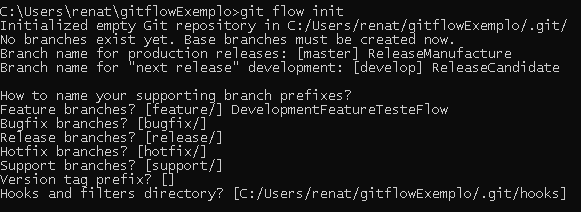 C:\Users\renat\gitflowExemplo>git flow init
Initialized empty Git repository in C:/Users/renat/gitflowExemplo/.git/
No branches exist yet. Base branches must be created now.
Branch name for production releases: [master] ReleaseManufacture
Branch name for "next release" development: [develop] ReleaseCandidate
How to name your supporting branch prefixes?
Feature branches? [feature/] DevelopmentFeatureTesteFlow
Bugfix branches? [bugfix/]
Release branches? [release/]
Hotfix branches? [hotfix/]
Support branches? [support/]
Version tag prefix? []
Hooks and filters directory? [C:/Users/renat/gitflowExemplo/.git/hooks]